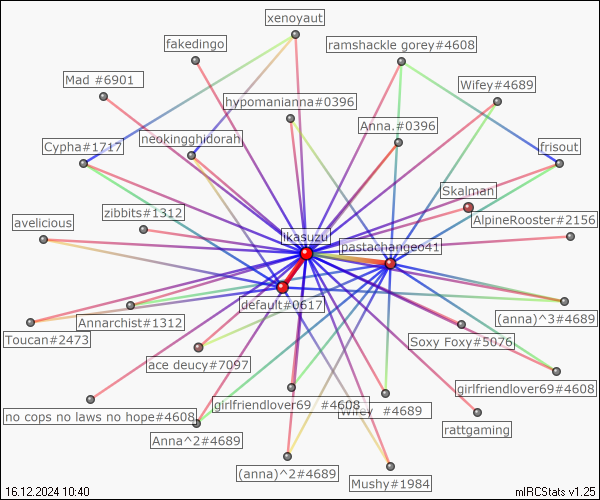 xenoyaut
fakedingo
ramshackle gorey#4608
Mad #6901
Wifey#4689
hypomanianna#0396
Anna.#0396
neokingghidorah
Cypha#1717
frisout
Skalman
zibbits#1312
AlpineRooster#2156
avelicious
ikasuzu
pastachangeo41
default#0617
(anna)^3#4689
Annarchist#1312
Toucan#2473
Soxy Foxy#5076
ace deucy#7097
girlfriendlover69#4608
girlfriendlover69 #4608
Wifey #4689
no cops no laws no hope#4608
rattgaming
Anna^2#4689
(anna)^2#4689
Mushy#1984
16.12.2024 10:40
mIRCStats v1.25